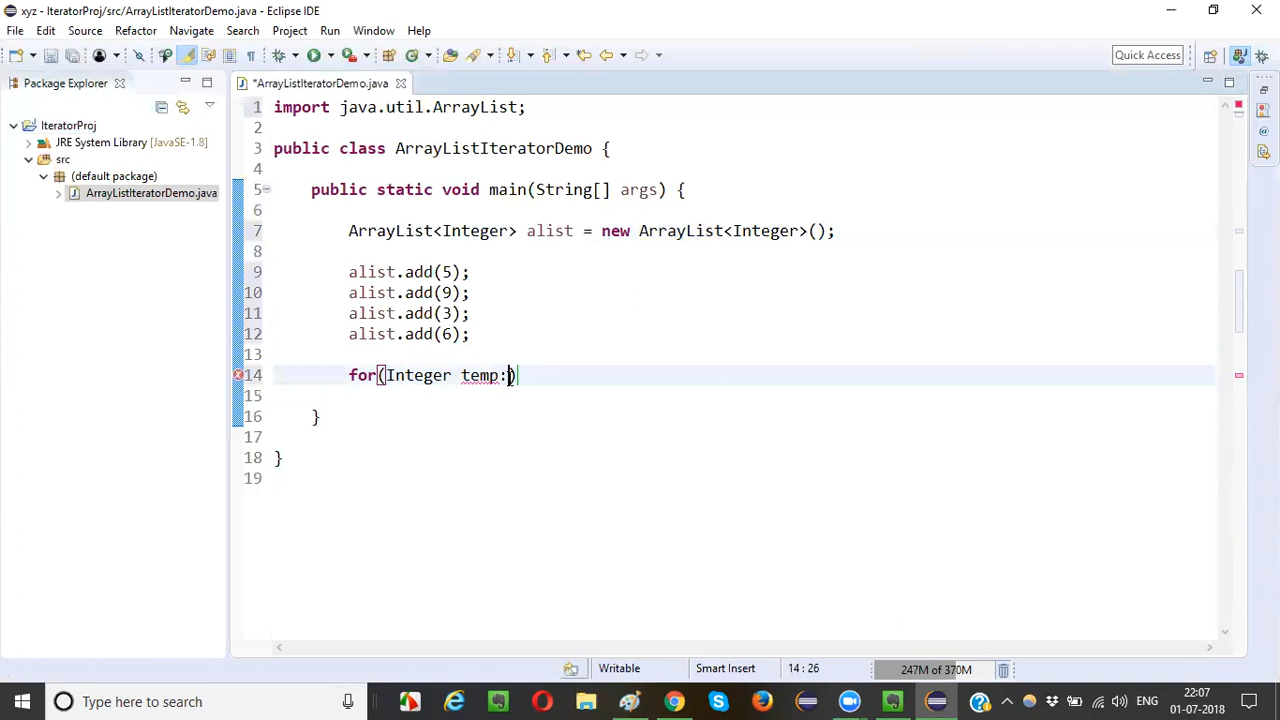 xyz - IteratorProj/src/ArrayListIteratorDemo.java - Eclipse IDE
File Edit Source Refactor Navigate Search Project Run Window Help
Quick Access
Package Explorer
*ArrayListIteratorDemo.java
IteratorProj
JRE System Library [JavaSE-1.8]
src
(default package)
ArrayListIteratorDemo.java
1 import java.util.ArrayList;
2
3 public class ArrayListIteratorDemo {
4
5 public static void main(String[] args) {
6
7 ArrayList<Integer> alist = new ArrayList<Integer>();
8
9 alist.add(5);
10 alist.add(9);
11 alist.add(3);
12 alist.add(6);
13
14 for(Integer temp:)
15
16 }
17
18 }
19
Writable Smart Insert 14 : 26 247M of 370M
Type here to search
ENG
22:07
01-07-2018